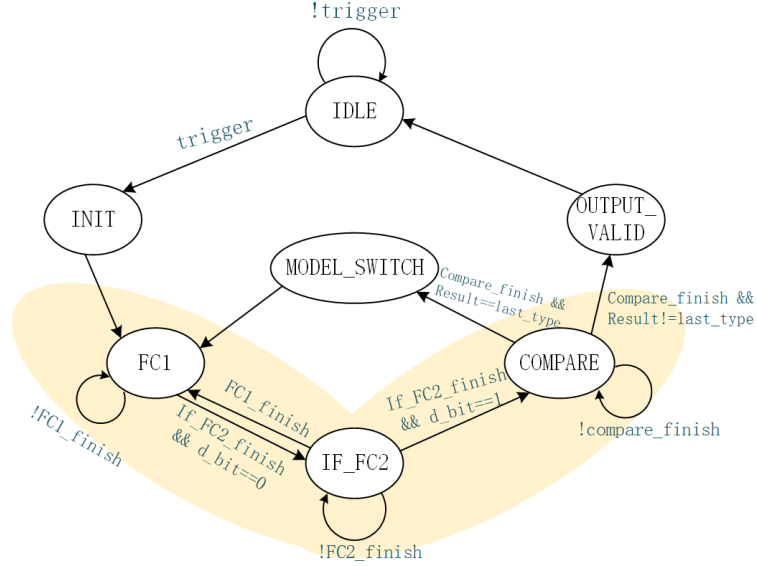 !trigger
IDLE
trigger
INIT
OUTPUT_
VALID
MODEL_SWITCH
Compare_finish &&
Result==last_type
Compare_finish &&
Result!=last_type
FC1
COMPARE
FC1_finish
If_FC2_finish
&& d_bit==1
!FC1_finish
If_FC2_finish
&& d_bit==0
!compare_finish
IF_FC2
!FC2_finish